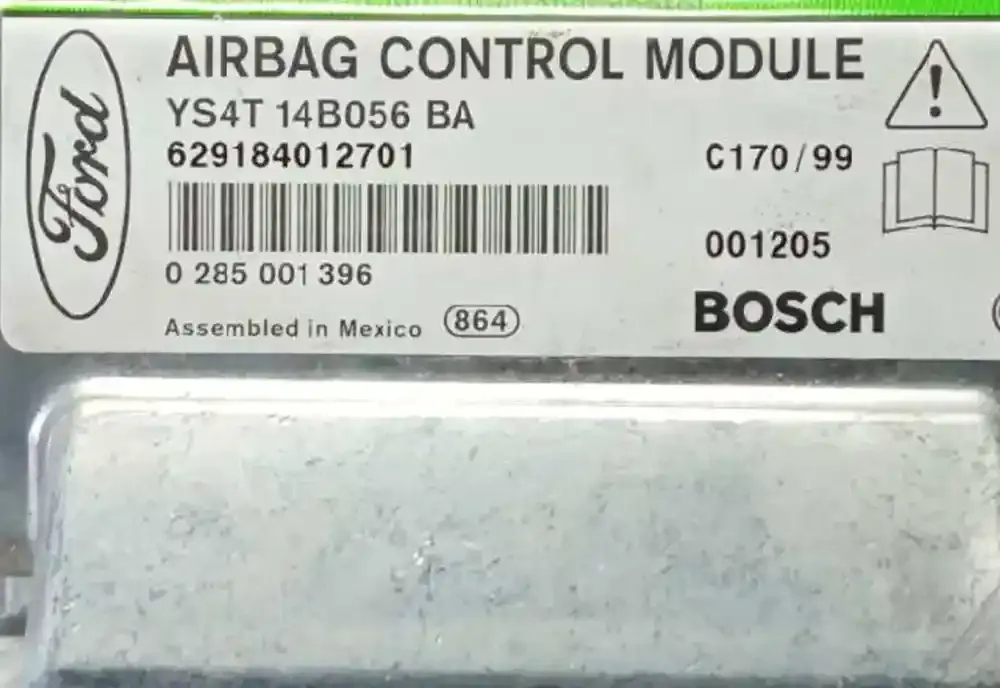 Ford
AIRBAG CONTROL MODULE
YS4T 14B056 BA
629184012701
C170/99
0 285 001 396
001205
Assembled in Mexico 864
BOSCH